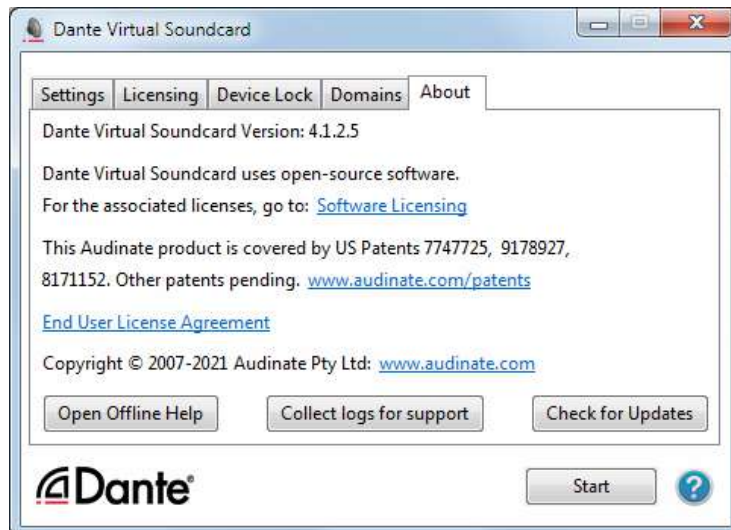 Dante Virtual Soundcard
Settings Licensing Device Lock Domains About
Dante Virtual Soundcard Version: 4.1.2.5
Dante Virtual Soundcard uses open-source software.
For the associated licenses, go to: Software Licensing
This Audinate product is covered by US Patents 7747725, 9178927,
8171152. Other patents pending. www.audinate.com/patents
End User License Agreement
Copyright © 2007-2021 Audinate Pty Ltd: www.audinate.com
Open Offline Help Collect logs for support Check for Updates
Dante® Start ?